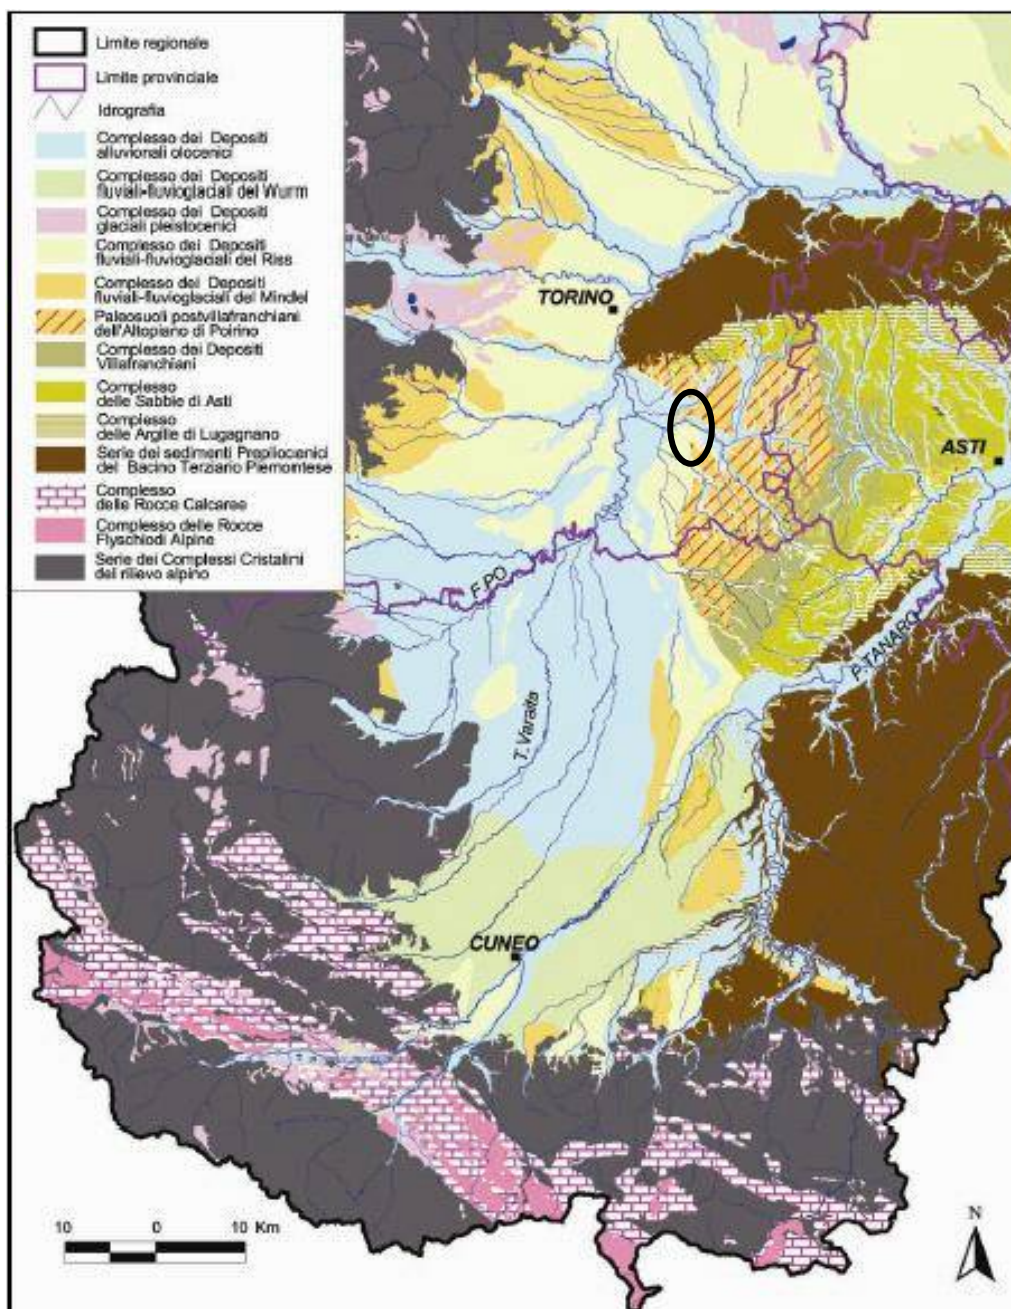 Limite regionale
Limite provinciale
Idrografia
Complesso dei Depositi
alluvionali olocenici
Complesso dei Depositi
fluviali-fluvioglaciali del Wurm
Complesso dei Depositi
glaciali pleistocenici
Complesso dei Depositi
fluviali-fluvioglaciali del Riss
Complesso dei Depositi
fluviali-fluvioglaciali del Mindel
Paleosuoli postvillafranchiani
dell'Altopiano di Poirino
Complesso dei Depositi
Villafranchiani
Complesso
delle Sabbie di Asti
Complesso
delle Argille di Lugagnano
Serie dei sedimenti Prepliocenici
del Bacino Terziario Piemontese
Complesso
delle Rocce Calcaree
Complesso delle Rocce
Flyschiodi Alpine
Serie dei Complessi Cristalini
del rilievo alpino
TORINO
ASTI
F. PO
F. TANARO
T. Varaita
CUNEO
10 0 10 Km
N